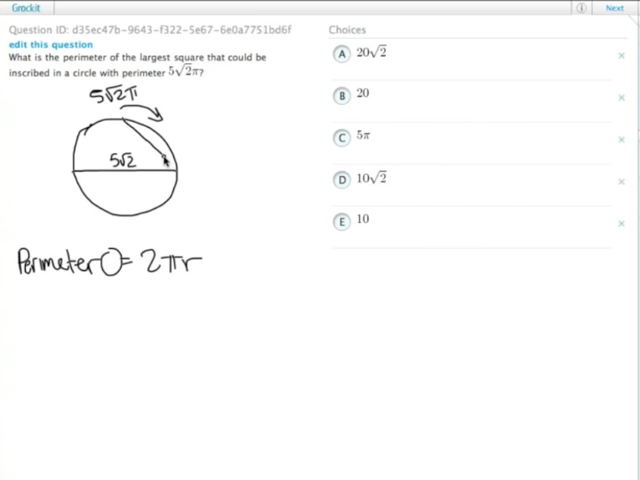 Grockit
Next
Question ID: d35ec47b-9643-f322-5e67-6e0a7751bd6f
edit this question
What is the perimeter of the largest square that could be
inscribed in a circle with perimeter 5√2π?
5√2π
5√2
Perimeter O = 2πr
Choices
A 20√2
B 20
C 5π
D 10√2
E 10